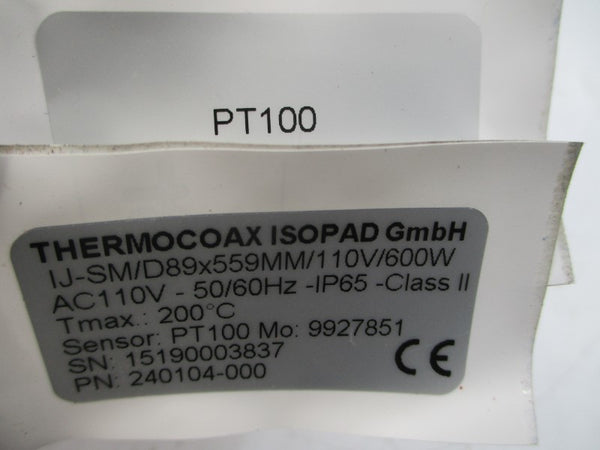 PT100
THERMOCOAX ISOPAD GmbH
IJ-SM/D89x559MM/110V/600W
AC110V - 50/60Hz -IP65 -Class II
Tmax.: 200°C
Sensor: PT100 Mo: 9927851
SN: 15190003837
PN: 240104-000
CE